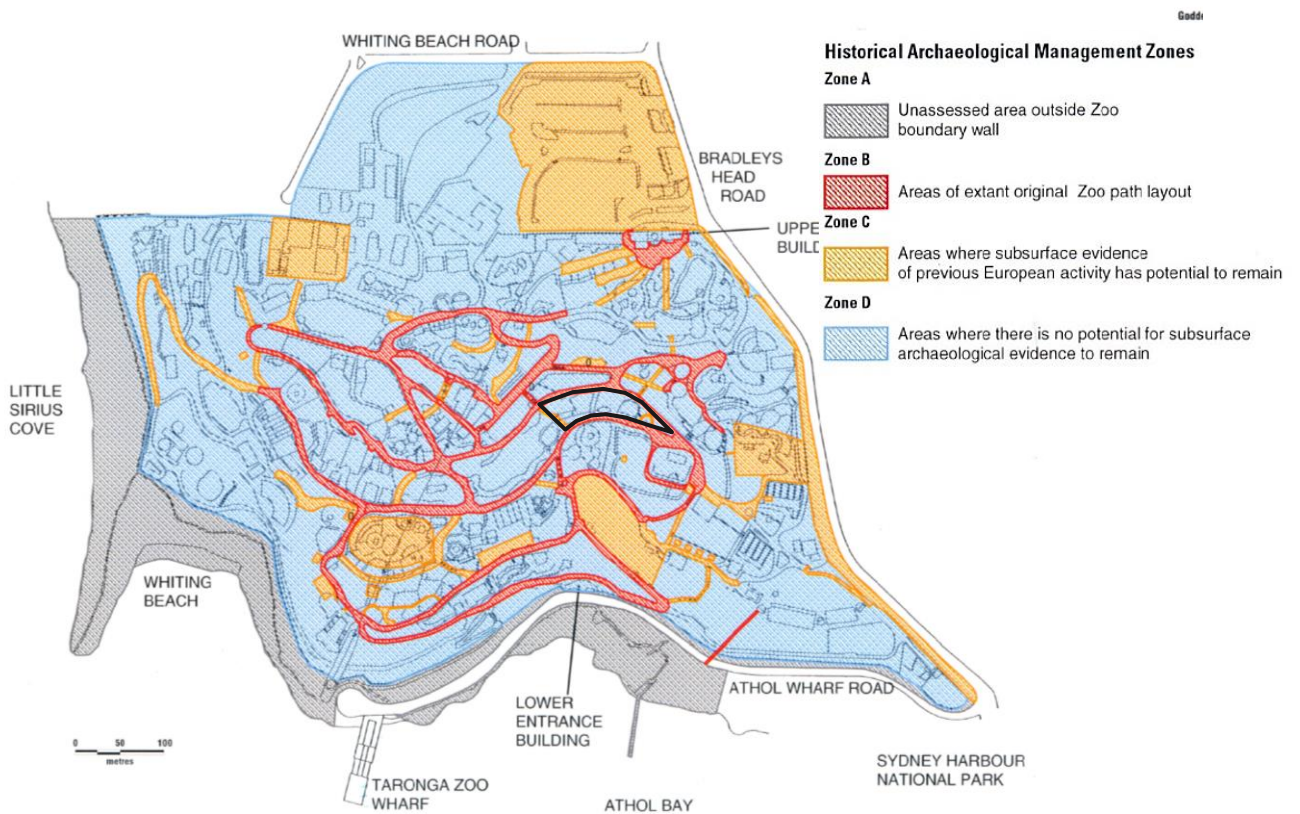 Godde
WHITING BEACH ROAD
Historical Archaeological Management Zones
Zone A
Unassessed area outside Zoo
boundary wall
BRADLEYS
HEAD
ROAD
Zone B
Areas of extant original Zoo path layout
Zone C
UPPE
BUILD
Areas where subsurface evidence
of previous European activity has potential to remain
Zone D
Areas where there is no potential for subsurface
archaeological evidence to remain
LITTLE
SIRIUS
COVE
WHITING
BEACH
ATHOL WHARF ROAD
LOWER
ENTRANCE
BUILDING
0 50 100
metres
TARONGA ZOO
WHARF
ATHOL BAY
SYDNEY HARBOUR
NATIONAL PARK